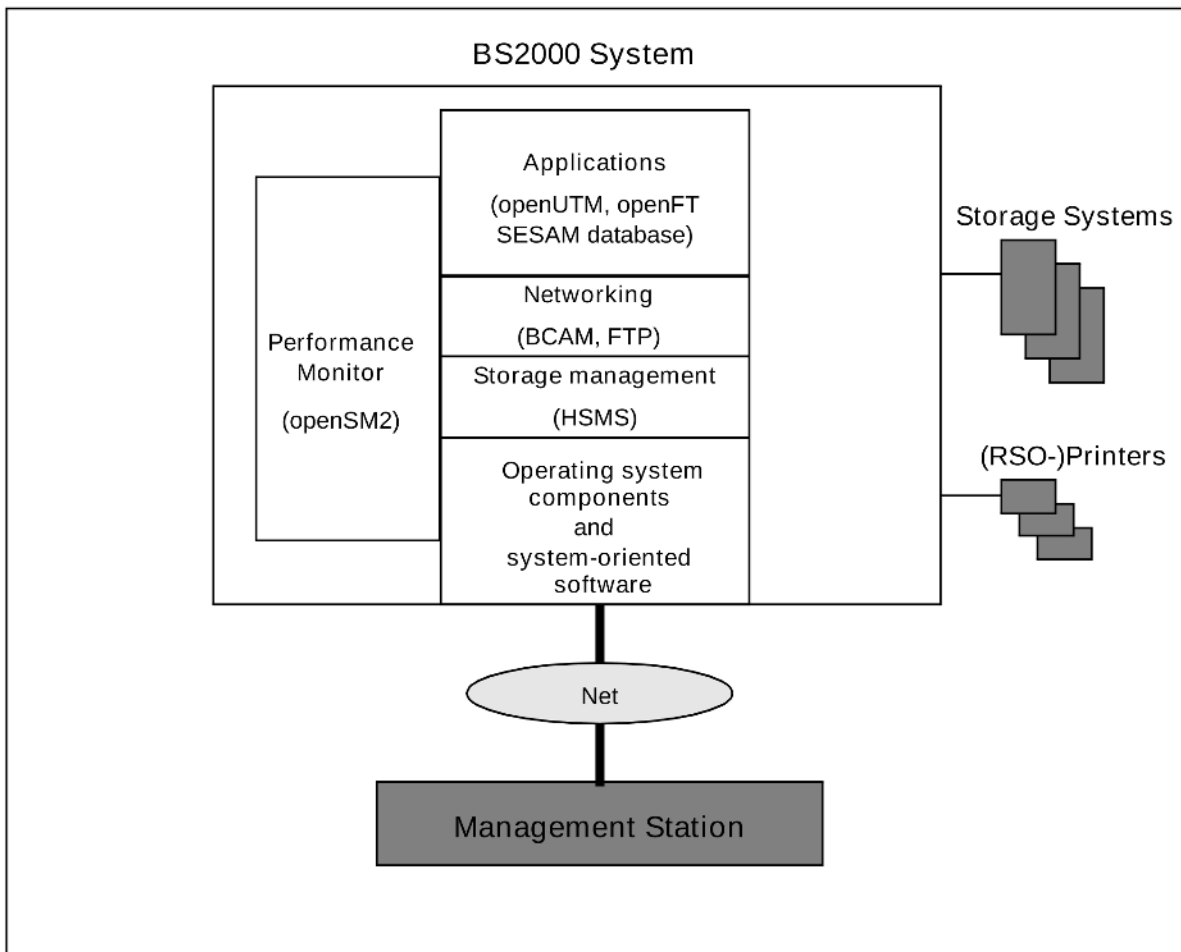 BS2000 System
Applications
(openUTM, openFT
SESAM database)
Networking
(BCAM, FTP)
Storage management
(HSMS)
Operating system
components
and
system-oriented
software
Performance
Monitor
(openSM2)
Storage Systems
(RSO-)Printers
Net
Management Station